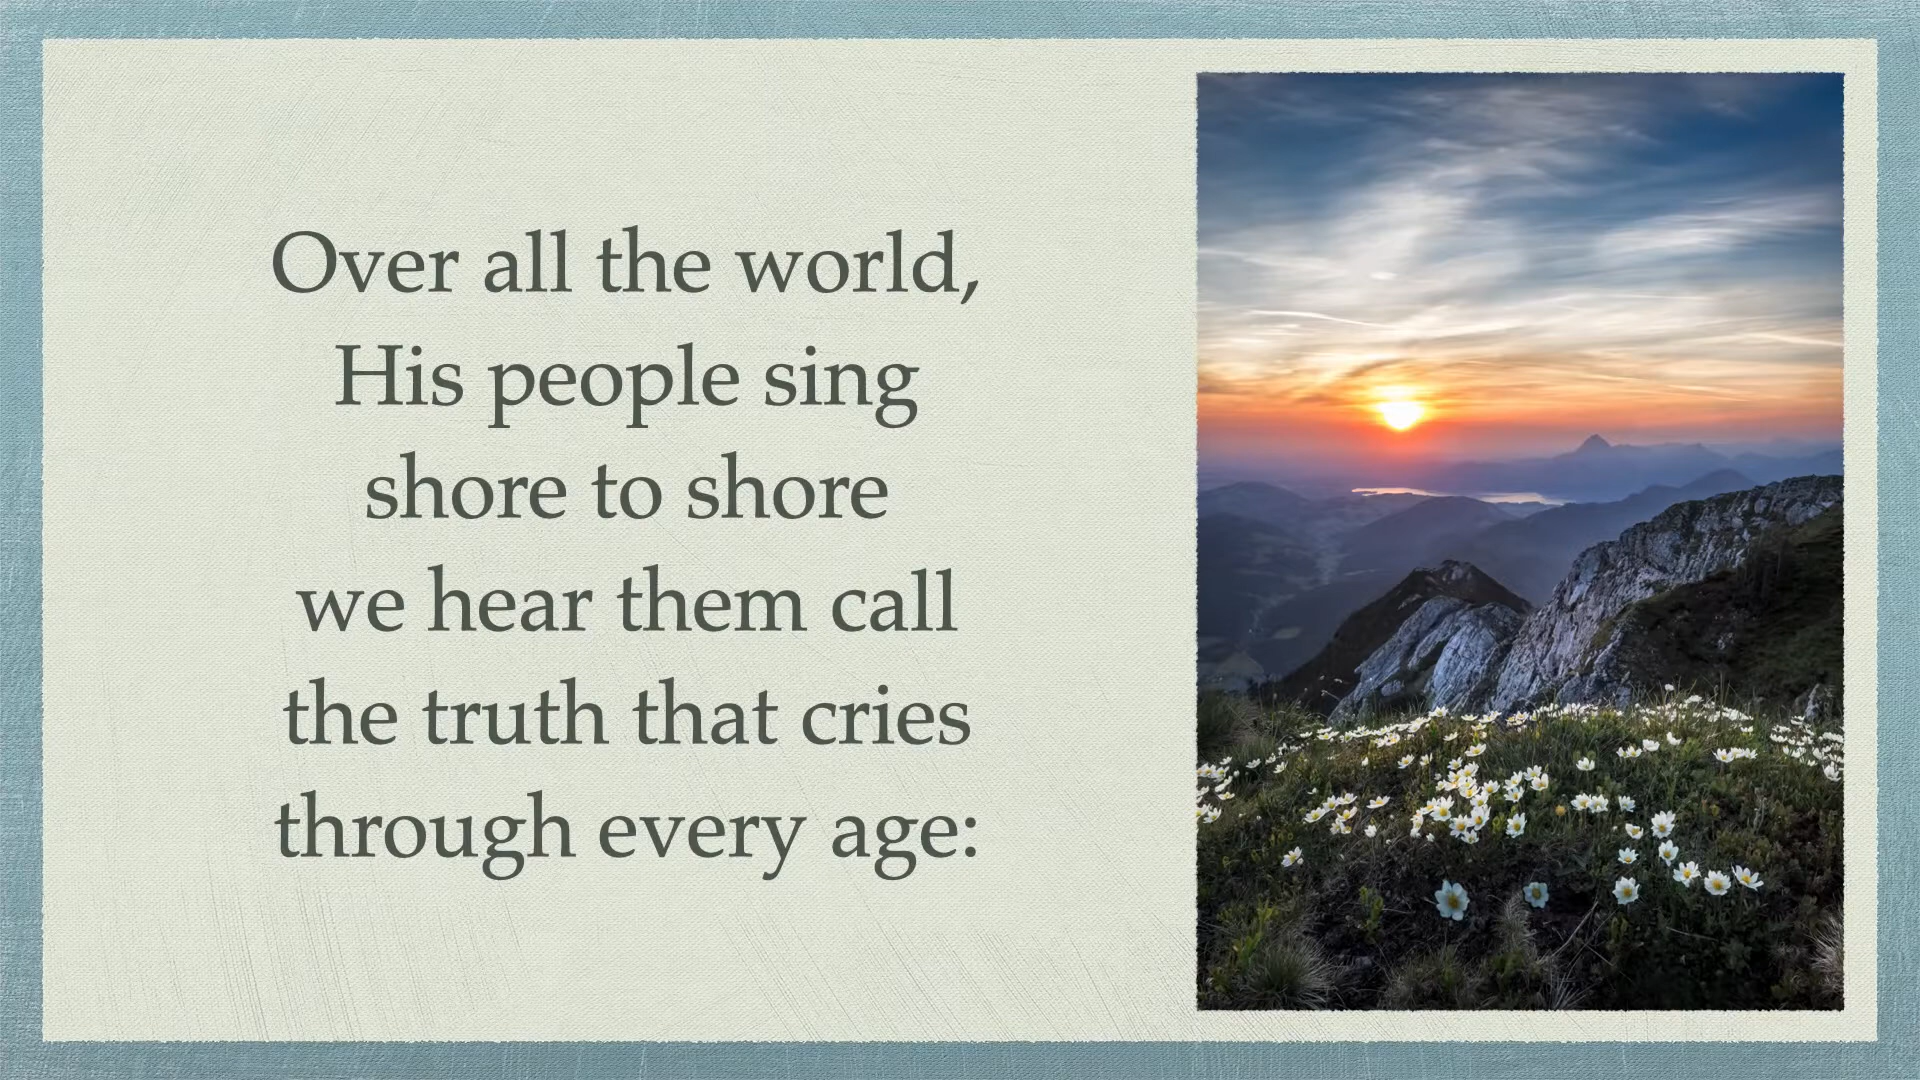 Over all the world,
His people sing
shore to shore
we hear them call
the truth that cries
through every age: